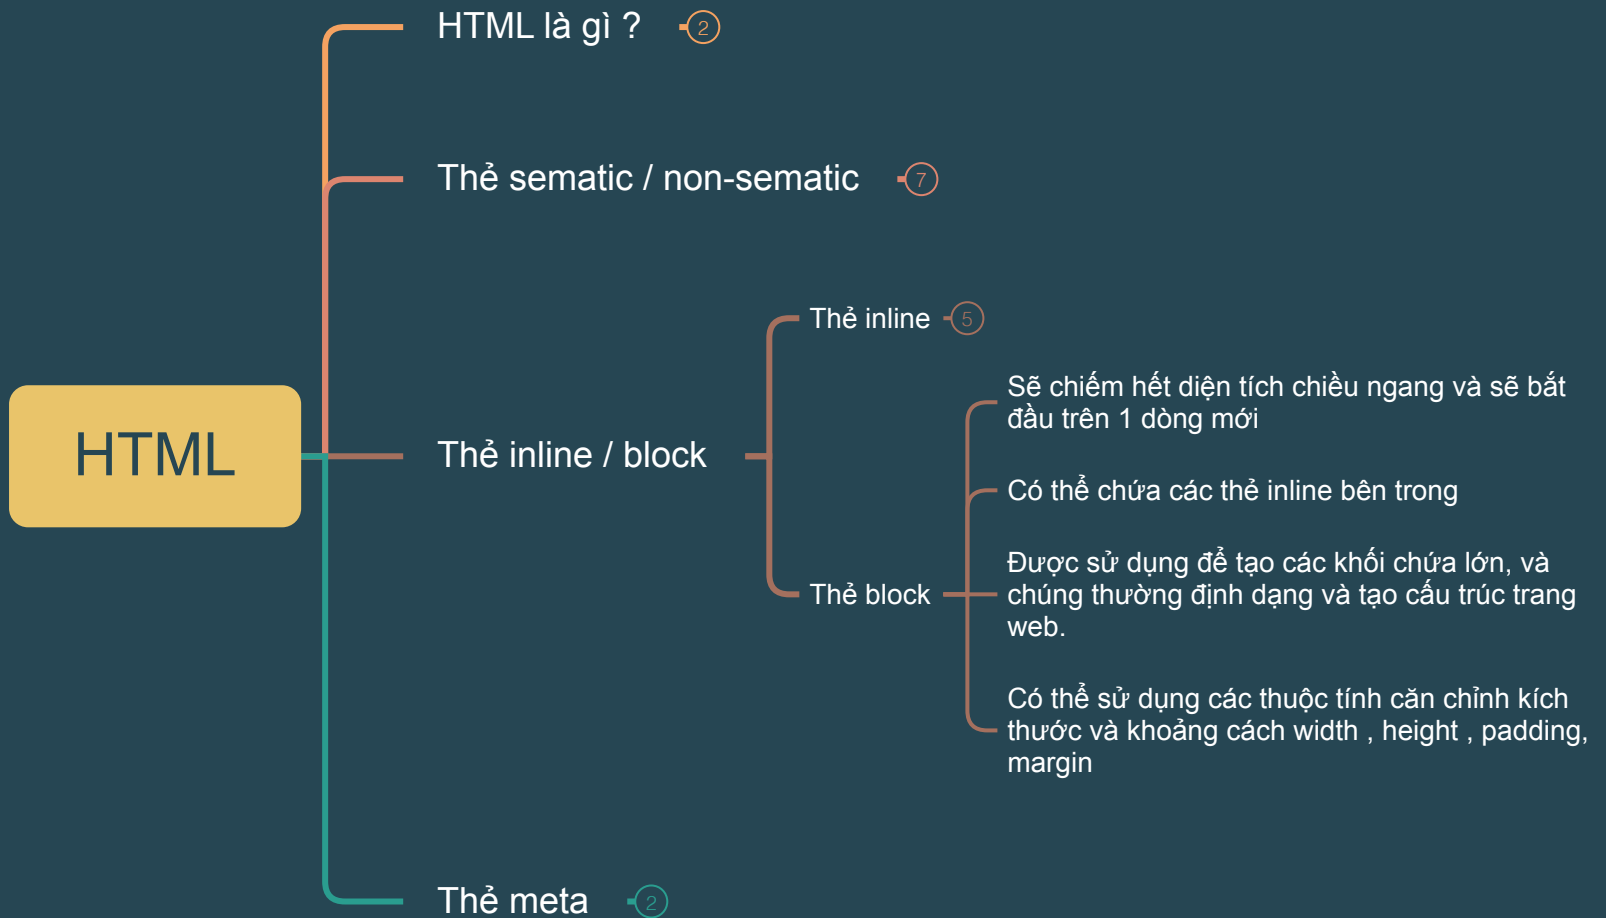 HTML
HTML là gì ?
2
Thẻ sematic / non-sematic
7
Thẻ inline / block
Thẻ inline
5
Thẻ block
Sẽ chiếm hết diện tích chiều ngang và sẽ bắt
đầu trên 1 dòng mới
Có thể chứa các thẻ inline bên trong
Được sử dụng để tạo các khối chứa lớn, và
chúng thường định dạng và tạo cấu trúc trang
web.
Có thể sử dụng các thuộc tính căn chỉnh kích
thước và khoảng cách width , height , padding,
margin
Thẻ meta
2